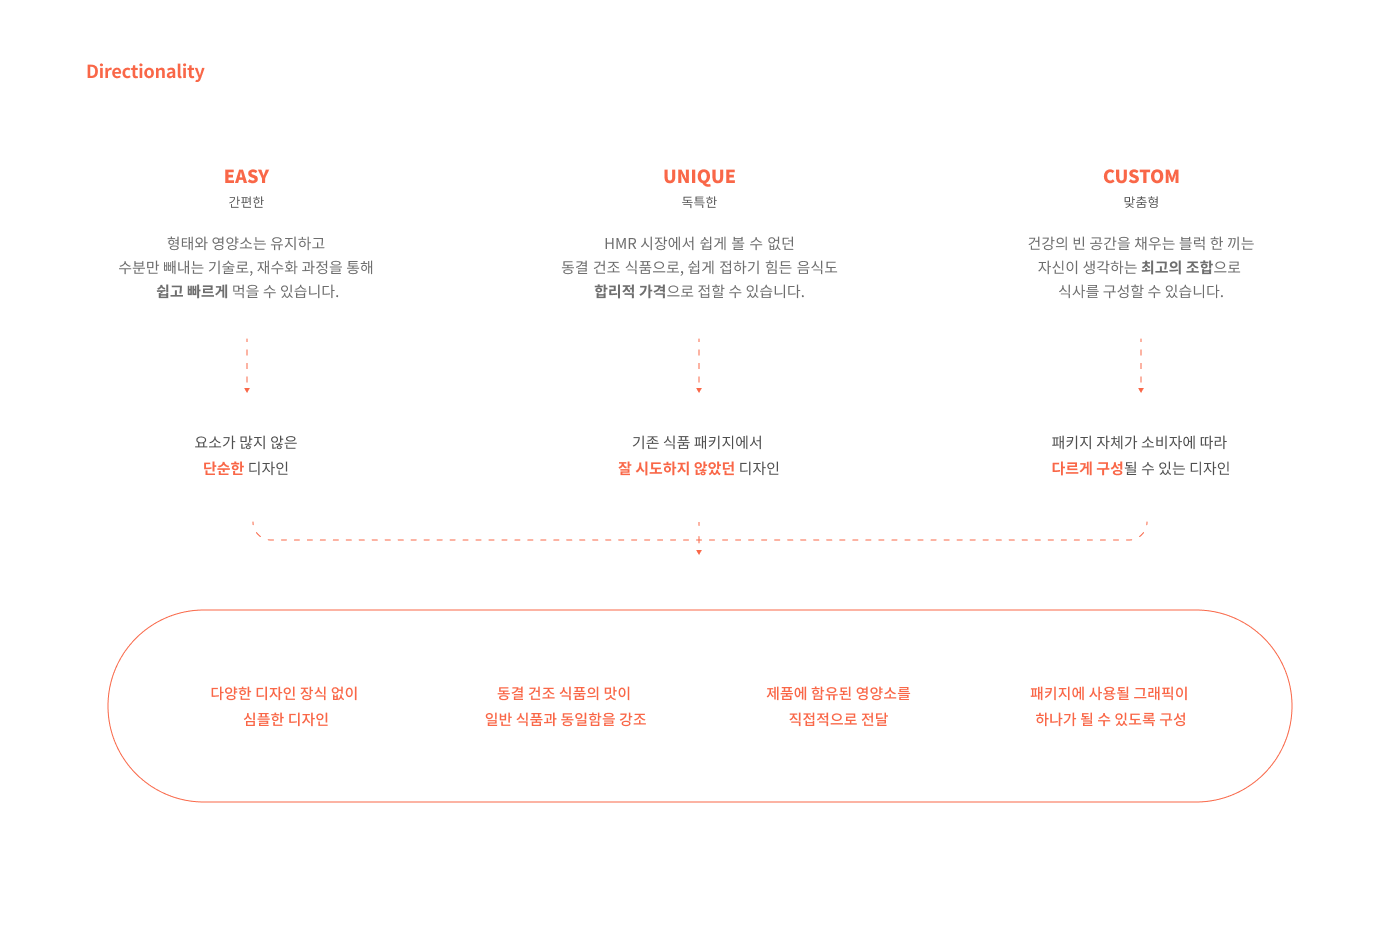 Directionality
EASY
간편한
형태와 영양소는 유지하고
수분만 빼내는 기술로, 재수화 과정을 통해
쉽고 빠르게 먹을 수 있습니다.
UNIQUE
독특한
HMR 시장에서 쉽게 볼 수 없던
동결 건조 식품으로, 쉽게 접하기 힘든 음식도
합리적 가격으로 접할 수 있습니다.
CUSTOM
맞춤형
건강의 빈 공간을 채우는 블럭 한 끼는
자신이 생각하는 최고의 조합으로
식사를 구성할 수 있습니다.
요소가 많지 않은
단순한 디자인
기존 식품 패키지에서
잘 시도하지 않았던 디자인
패키지 자체가 소비자에 따라
다르게 구성될 수 있는 디자인
다양한 디자인 장식 없이
심플한 디자인
동결 건조 식품의 맛이
일반 식품과 동일함을 강조
제품에 함유된 영양소를
직접적으로 전달
패키지에 사용될 그래픽이
하나가 될 수 있도록 구성